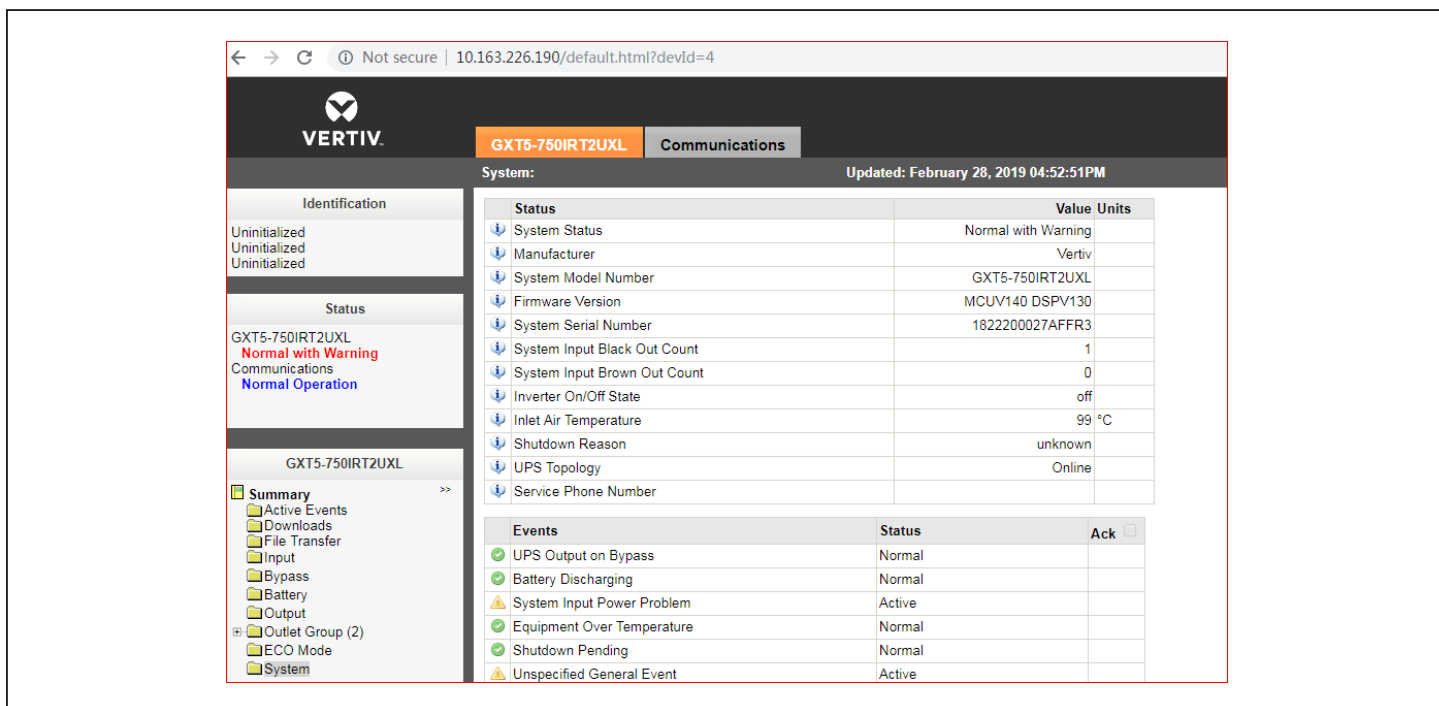 Not secure | 10.163.226.190/default.html?devId=4
VERTIV.
GXT5-750IRT2UXL Communications
System: Updated: February 28, 2019 04:52:51PM
Identification
Uninitialized
Uninitialized
Uninitialized
Status
GXT5-750IRT2UXL
Normal with Warning
Communications
Normal Operation
GXT5-750IRT2UXL
Summary >>
Active Events
Downloads
File Transfer
Input
Bypass
Battery
Output
Outlet Group (2)
ECO Mode
System
Status Value Units
System Status Normal with Warning
Manufacturer Vertiv
System Model Number GXT5-750IRT2UXL
Firmware Version MCUV140 DSPV130
System Serial Number 1822200027AFFR3
System Input Black Out Count 1
System Input Brown Out Count 0
Inverter On/Off State off
Inlet Air Temperature 99 °C
Shutdown Reason unknown
UPS Topology Online
Service Phone Number
Events Status Ack
UPS Output on Bypass Normal
Battery Discharging Normal
System Input Power Problem Active
Equipment Over Temperature Normal
Shutdown Pending Normal
Unspecified General Event Active